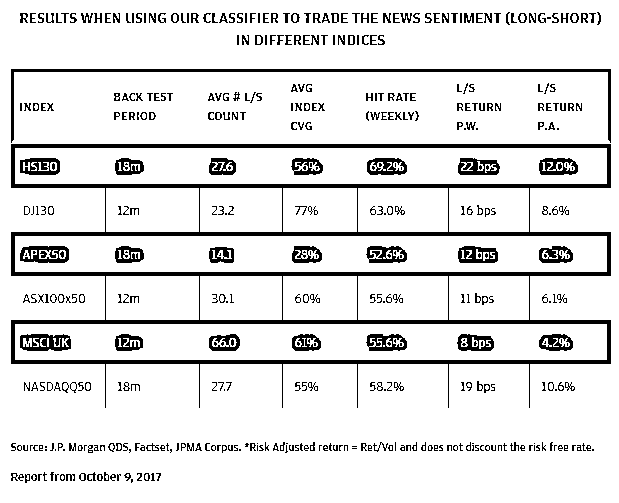 RESULTS WHEN USING OUR CLASSIFIER TO TRADE THE NEWS SENTIMENT (LONG-SHORT)
IN DIFFERENT INDICES
INDEX BACK TEST PERIOD AVG # L/S COUNT AVG INDEX CVG HIT RATE (WEEKLY) L/S RETURN P.W. L/S RETURN P.A.
HS130 18m 27.6 56% 69.2% 22 bps 12.0%
DJ130 12m 23.2 77% 63.0% 16 bps 8.6%
APEX50 18m 14.1 28% 52.6% 12 bps 6.3%
ASX100x50 12m 30.1 60% 55.6% 11 bps 6.1%
MSCI UK 12m 66.0 61% 55.6% 8 bps 4.2%
NASDAQQ50 18m 27.7 55% 58.2% 19 bps 10.6%
Source: J.P. Morgan QDS, Factset, JPMA Corpus. *Risk Adjusted return = Ret/Vol and does not discount the risk free rate.
Report from October 9, 2017